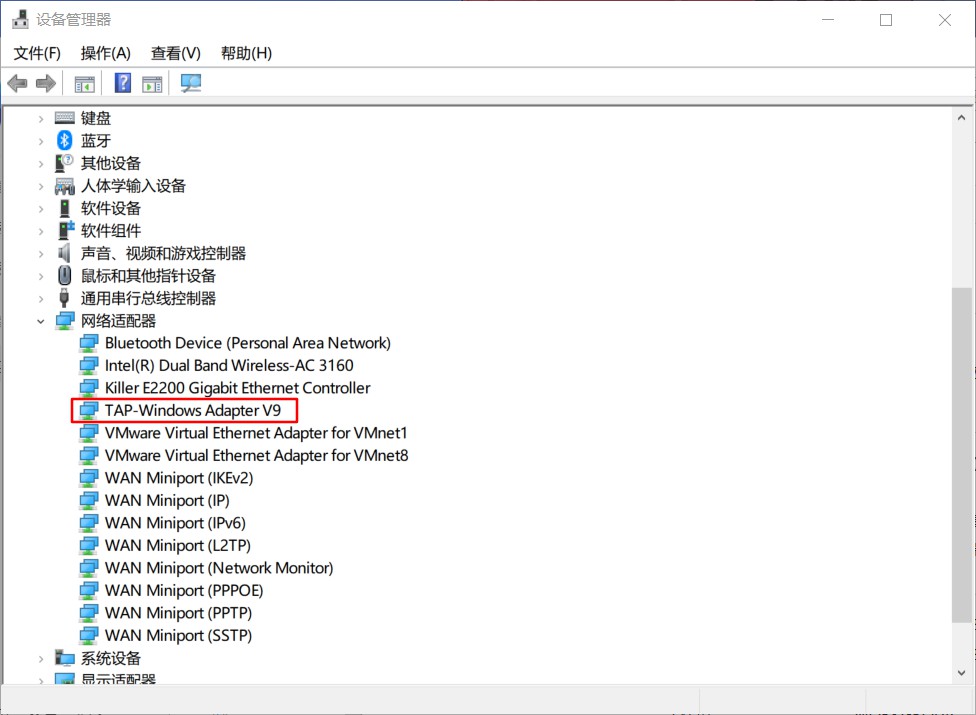 设备管理器
文件(F) 操作(A) 查看(V) 帮助(H)
键盘
蓝牙
其他设备
人体学输入设备
软件设备
软件组件
声音、视频和游戏控制器
鼠标和其他指针设备
通用串行总线控制器
网络适配器
Bluetooth Device (Personal Area Network)
Intel(R) Dual Band Wireless-AC 3160
Killer E2200 Gigabit Ethernet Controller
TAP-Windows Adapter V9
VMware Virtual Ethernet Adapter for VMnet1
VMware Virtual Ethernet Adapter for VMnet8
WAN Miniport (IKEv2)
WAN Miniport (IP)
WAN Miniport (IPv6)
WAN Miniport (L2TP)
WAN Miniport (Network Monitor)
WAN Miniport (PPPOE)
WAN Miniport (PPTP)
WAN Miniport (SSTP)
系统设备
显示适配器